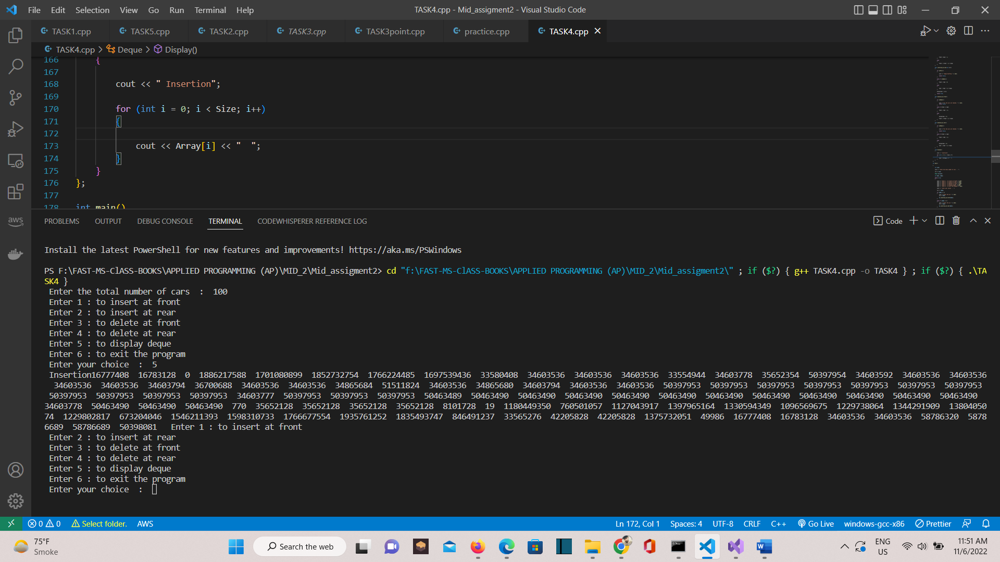 File Edit Selection View Go Run Terminal Help TASK4.cpp - Mid_assigment2 - Visual Studio Code
TASK1.cpp TASK5.cpp TASK2.cpp TASK3.cpp TASK3point.cpp practice.cpp TASK4.cpp
TASK4.cpp > Deque > Display()
166 {
167
168 cout << " Insertion";
169
170 for (int i = 0; i < Size; i++)
171 {
172
173 cout << Array[i] << "  ";
174 }
175 }
176 };
177
178 int main()
PROBLEMS OUTPUT DEBUG CONSOLE TERMINAL CODEWHISPERER REFERENCE LOG Code
Install the latest PowerShell for new features and improvements! https://aka.ms/PSWindows
PS F:\FAST-MS-ClASS-BOOKS\APPLIED PROGRAMMING (AP)\MID_2\Mid_assigment2> cd "f:\FAST-MS-ClASS-BOOKS\APPLIED PROGRAMMING (AP)\MID_2\Mid_assigment2\" ; if ($?) { g++ TASK4.cpp -o TASK4 } ; if ($?) { .\TA
SK4 }
Enter the total number of cars  :  100
Enter 1 : to insert at front
Enter 2 : to insert at rear
Enter 3 : to delete at front
Enter 4 : to delete at rear
Enter 5 : to display deque
Enter 6 : to exit the program
Enter your choice  :  5
Insertion16777408  16783128  0  1886217588  1701080899  1852732754  1766224485  1697539436  33580408  34603536  34603536  34603536  33554944  34603778  35652354  50397954  34603592  34603536  34603536
34603536  34603536  34603794  36700688  34603536  34603536  34865684  51511824  34603536  34865680  34603794  34603536  34603536  50397953  50397953  50397953  50397953  50397953  50397953  50397953
50397953  50397953  50397953  50397953  34603777  50397953  50397953  50397953  50463489  50463490  50463490  50463490  50463490  50463490  50463490  50463490  50463490  50463490  50463490  50463490
34603778  50463490  50463490  50463490  770  35652128  35652128  35652128  35652128  8101728  19  1180449350  760501057  1127043917  1397965164  1330594349  1096569675  1229738064  1344291909  13804050
74  1229802817  673204046  1546211393  1598310733  1766677554  1935761252  1835493747  846491237  33565276  42205828  42205828  1375732051  49986  16777408  16783128  34603536  34603536  58786320  5878
6689  58786689  50398081   Enter 1 : to insert at front
Enter 2 : to insert at rear
Enter 3 : to delete at front
Enter 4 : to delete at rear
Enter 5 : to display deque
Enter 6 : to exit the program
Enter your choice  :
aws
0 0 Select folder. AWS Ln 172, Col 1 Spaces: 4 UTF-8 CRLF C++ Go Live windows-gcc-x86 Prettier
75°F
Smoke
Search the web
ENG
US
11:51 AM
11/6/2022